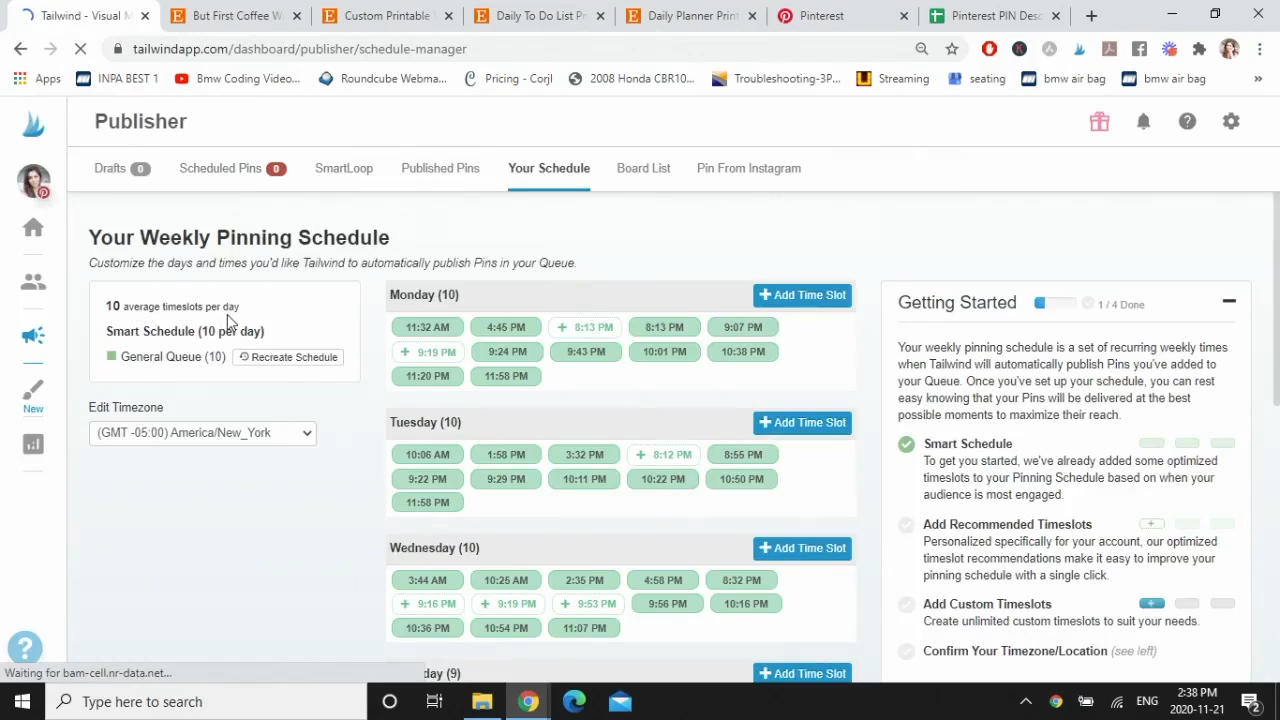 Tailwind - Visual M
But First Coffee W
Custom Printable
Daily To Do List P
Daily Planner Print
Pinterest
Pinterest PIN Desc
tailwindapp.com/dashboard/publisher/schedule-manager
Apps
INPA BEST 1
Bmw Coding Video...
Roundcube Webma...
Pricing - Corjl
2008 Honda CBR10...
Troubleshooting-3P...
Streaming
seating
bmw air bag
bmw air bag
Publisher
Drafts 0
Scheduled Pins 0
SmartLoop
Published Pins
Your Schedule
Board List
Pin From Instagram
Your Weekly Pinning Schedule
Customize the days and times you'd like Tailwind to automatically publish Pins in your Queue.
10 average timeslots per day
Smart Schedule (10 per day)
General Queue (10) Recreate Schedule
Edit Timezone
(GMT -05:00) America/New_York
New
Monday (10) + Add Time Slot
11:32 AM 4:45 PM + 8:13 PM 8:13 PM 9:07 PM
+ 9:19 PM 9:24 PM 9:43 PM 10:01 PM 10:38 PM
11:20 PM 11:58 PM
Tuesday (10) + Add Time Slot
10:06 AM 1:58 PM 3:32 PM + 8:12 PM 8:55 PM
9:22 PM 9:29 PM 10:11 PM 10:22 PM 10:50 PM
11:58 PM
Wednesday (10) + Add Time Slot
3:44 AM 10:25 AM 2:35 PM 4:58 PM 8:32 PM
+ 9:16 PM + 9:19 PM + 9:53 PM 9:56 PM 10:16 PM
10:36 PM 10:54 PM 11:07 PM
day (9) + Add Time Slot
Getting Started 1 / 4 Done
Your weekly pinning schedule is a set of recurring weekly times
when Tailwind will automatically publish Pins you've added to
your Queue. Once you've set up your schedule, you can rest
easy knowing that your Pins will be delivered at the best
possible moments to maximize their reach.
Smart Schedule
To get you started, we've already added some optimized
timeslots to your Pinning Schedule based on when your
audience is most engaged.
Add Recommended Timeslots
Personalized specifically for your account, our optimized
timeslot recommendations make it easy to improve your
pinning schedule with a single click.
Add Custom Timeslots
Create unlimited custom timeslots to suit your needs.
Confirm Your Timezone/Location (see left)
Waiting for bam-cell.nr-data.net...
Type here to search
ENG
2:38 PM
2020-11-21
2